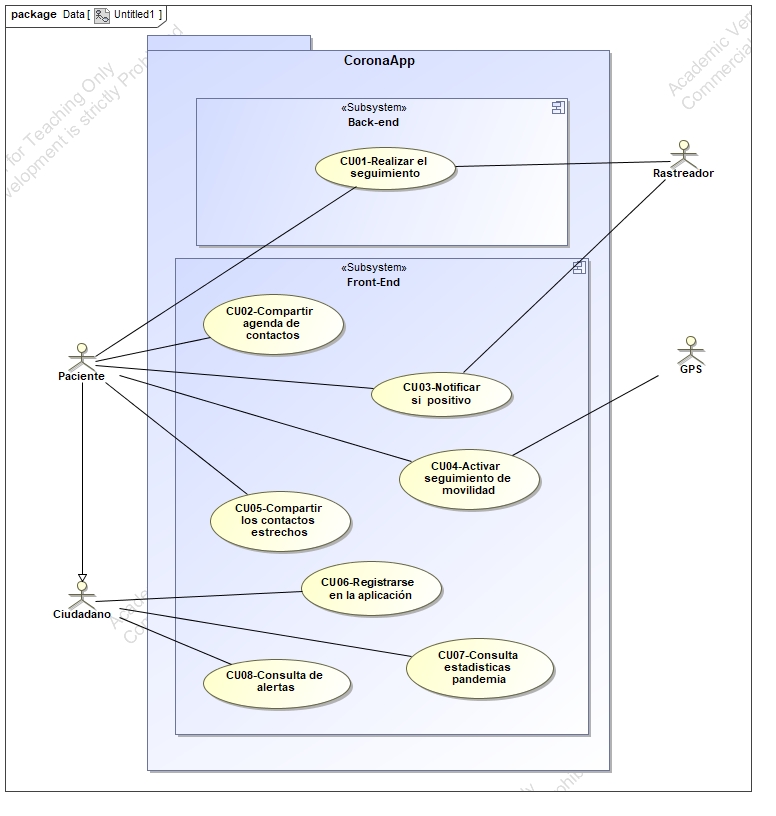 package Data [ Untitled1 ]
for Teaching Only
velopment is strictly Proh
Academic Ver
Commercial
CoronaApp
«Subsystem»
Back-end
CU01-Realizar el
seguimiento
Rastreador
«Subsystem»
Front-End
CU02-Compartir
agenda de
contactos
Paciente
CU03-Notificar
si positivo
GPS
CU04-Activar
seguimiento de
movilidad
CU05-Compartir
los contactos
estrechos
CU06-Registrarse
en la aplicación
Ciudadano
CU07-Consulta
estadisticas
pandemia
CU08-Consulta de
alertas